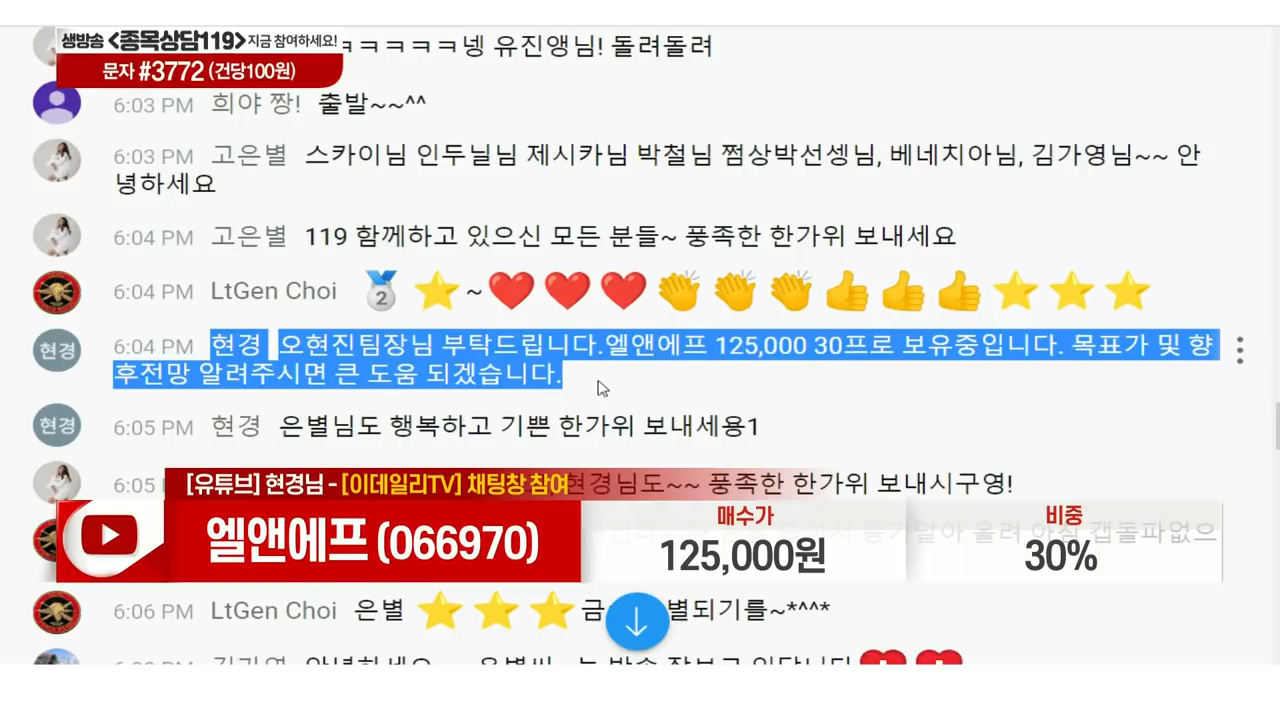 생방송 <종목상담119> 지금 참여하세요!
문자 #3772 (건당100원)
ㅋㅋㅋㅋㅋ넹 유진앵님! 돌려돌려
6:03 PM 희야 짱! 출발~~^^
6:03 PM 고은별 스카이님 인두닐님 제시카님 박철님 쩜상박선셍님, 베네치아님, 김가영님~~ 안
녕하세요
6:04 PM 고은별 119 함께하고 있으신 모든 분들~ 풍족한 한가위 보내세요
6:04 PM LtGen Choi 🥈⭐~❤️❤️❤️👏👏👏👍👍👍⭐⭐⭐
현경 6:04 PM 현경 오현진팀장님 부탁드립니다.엘앤에프 125,000 30프로 보유중입니다. 목표가 및 향
후전망 알려주시면 큰 도움 되겠습니다.
현경 6:05 PM 현경 은별님도 행복하고 기쁜 한가위 보내세용1
6:05 현경님도~~ 풍족한 한가위 보내시구영!
[유튜브] 현경님 - [이데일리TV] 채팅창 참여
엘앤에프 (066970)
매수가
125,000원
비중
30%
올려 아침 갭돌파없으
6:06 PM LtGen Choi 은별 ⭐⭐⭐금 별되기를~*^^*